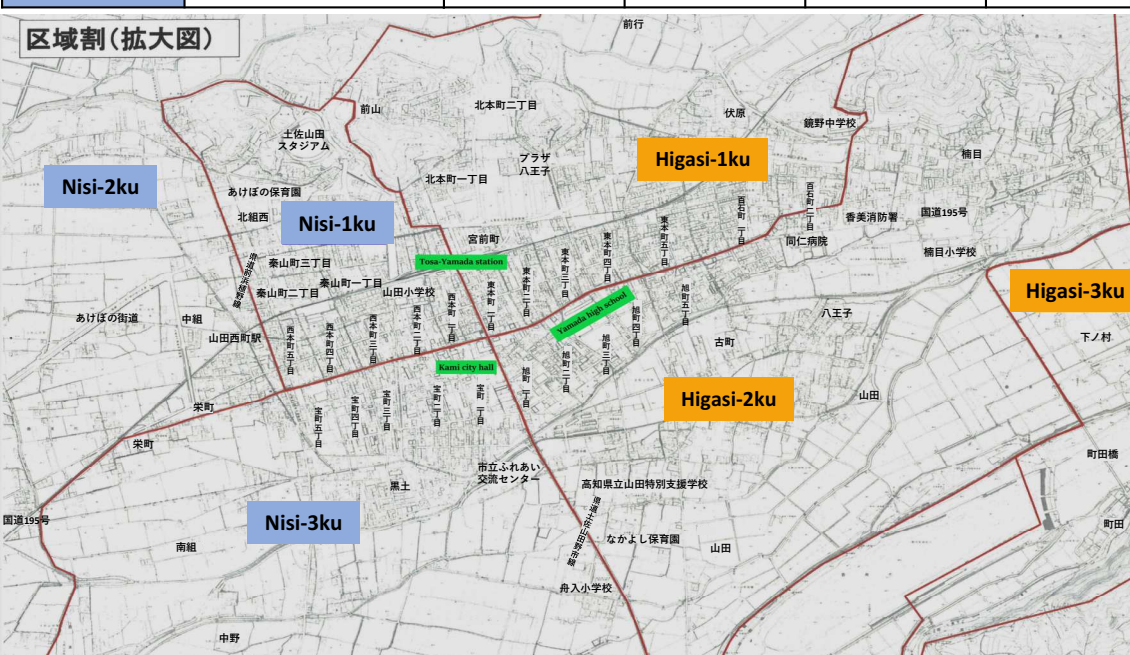 区域割(拡大図)
前行
前山
北本町二丁目
伏原
鏡野中学校
土佐山田
スタジアム
プラザ
八王子
Higasi-1ku
楠目
Nisi-2ku
あけぼの保育園
北本町一丁目
百石町一丁目
百石町二丁目
北組西
Nisi-1ku
香美消防署
国道195号
宮前町
東本町五丁目
同仁病院
楠目小学校
県道前浜植野線
秦山町三丁目
Tosa-Yamada station
東本町三丁目
東本町四丁目
秦山町二丁目
秦山町一丁目
山田小学校
西本町一丁目
東本町一丁目
東本町二丁目
旭町五丁目
Higasi-3ku
あけぼの街道
中組
山田西町駅
西本町五丁目
西本町四丁目
西本町三丁目
西本町二丁目
Yamada high school
旭町四丁目
八王子
下ノ村
Kami city hall
旭町一丁目
旭町二丁目
旭町三丁目
古町
栄町
宝町五丁目
宝町四丁目
宝町三丁目
宝町二丁目
宝町一丁目
Higasi-2ku
山田
栄町
市立ふれあい
交流センター
町田橋
黒土
高知県立山田特別支援学校
国道195号
Nisi-3ku
県道土佐山田野市線
町田
南組
なかよし保育園
山田
舟入小学校
中野